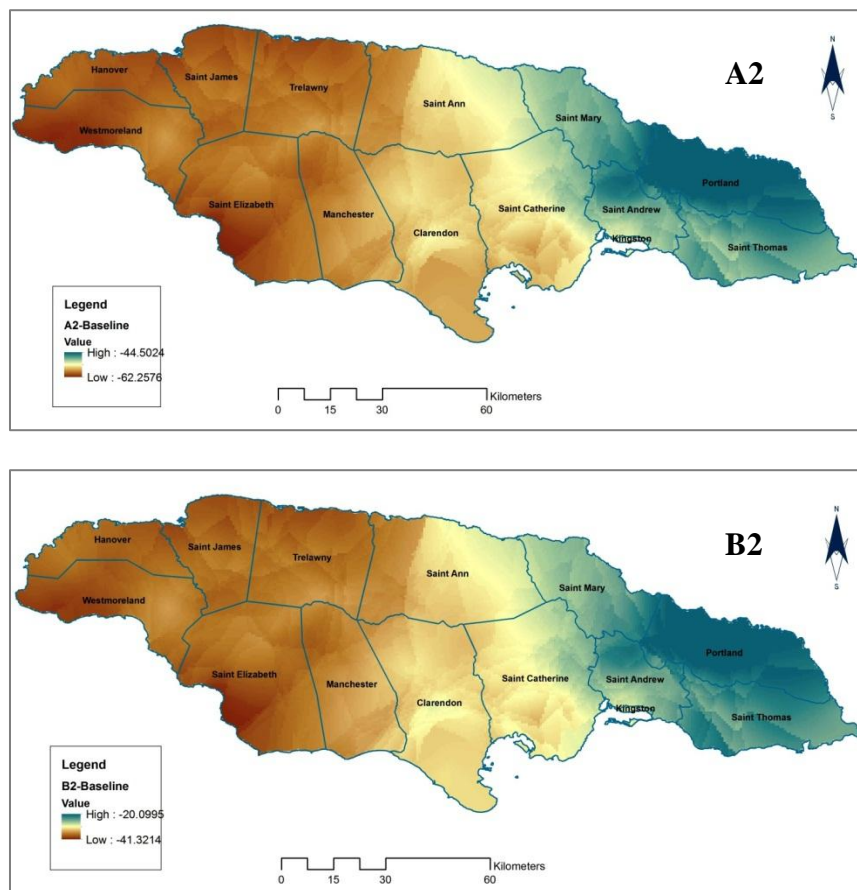 A2
N
S
Hanover
Saint James
Trelawny
Saint Ann
Saint Mary
Westmoreland
Portland
Saint Elizabeth
Manchester
Clarendon
Saint Catherine
Saint Andrew
Kingston
Saint Thomas
Legend
A2-Baseline
Value
High : -44.5024
Low : -62.2576
Kilometers
0 15 30 60
B2
N
S
Hanover
Saint James
Trelawny
Saint Ann
Saint Mary
Westmoreland
Portland
Saint Elizabeth
Manchester
Clarendon
Saint Catherine
Saint Andrew
Kingston
Saint Thomas
Legend
B2-Baseline
Value
High : -20.0995
Low : -41.3214
Kilometers
0 15 30 60